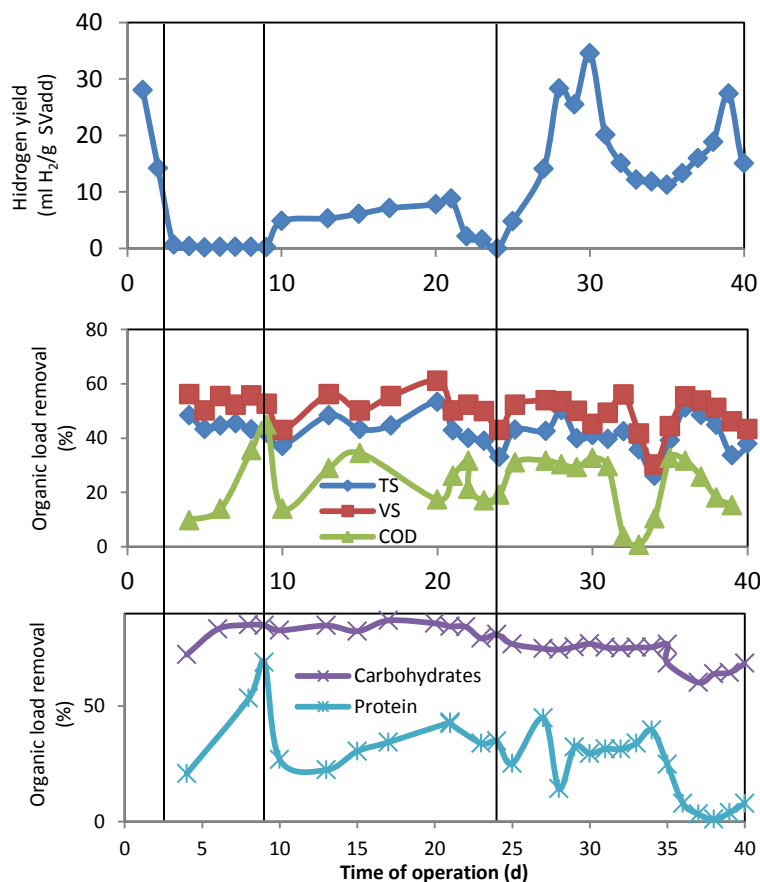 Hidrogen yield
(ml H2/g SVadd)
40
30
20
10
0
0 10 20 30 40
Organic load removal
(%)
80
60
40
20
0
TS
VS
COD
0 10 20 30 40
Organic load removal
(%)
50
0
Carbohydrates
Protein
0 5 10 15 20 25 30 35 40
Time of operation (d)